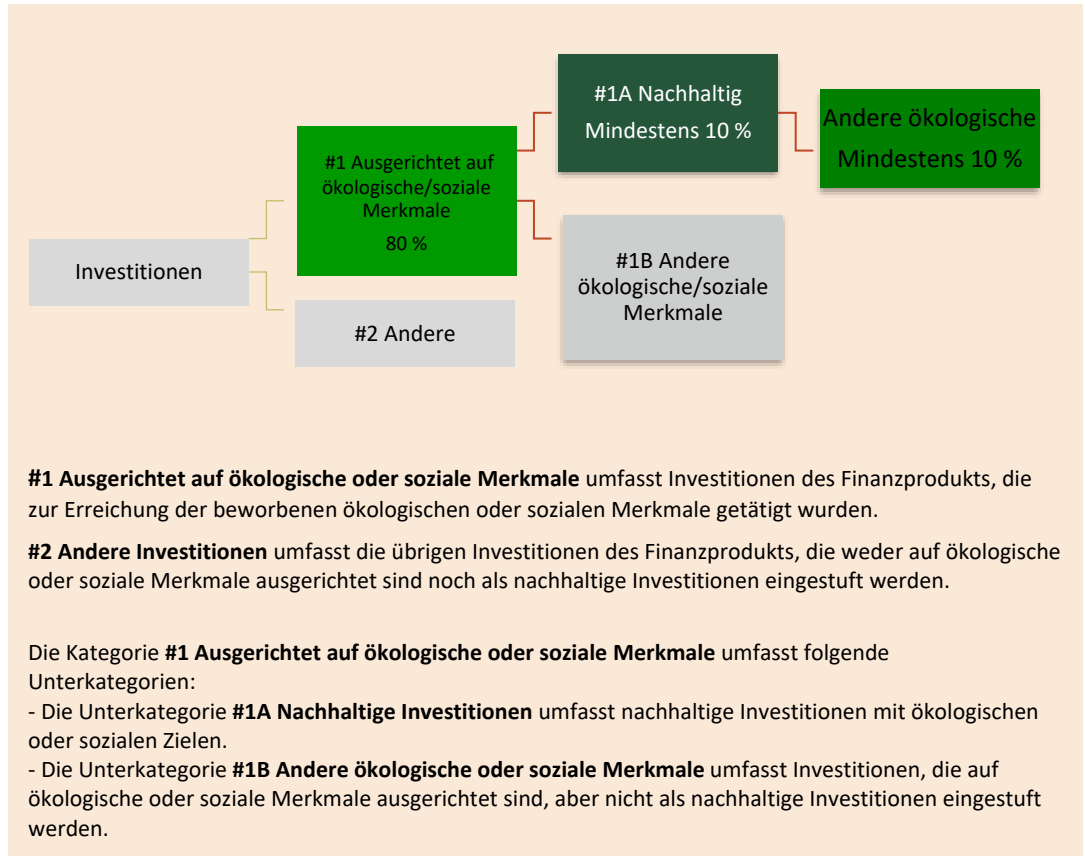 #1A Nachhaltig
Mindestens 10 %
Andere ökologische
Mindestens 10 %
#1 Ausgerichtet auf
ökologische/soziale
Merkmale
80 %
Investitionen
#1B Andere
ökologische/soziale
Merkmale
#2 Andere
#1 Ausgerichtet auf ökologische oder soziale Merkmale umfasst Investitionen des Finanzprodukts, die
zur Erreichung der beworbenen ökologischen oder sozialen Merkmale getätigt wurden.
#2 Andere Investitionen umfasst die übrigen Investitionen des Finanzprodukts, die weder auf ökologische
oder soziale Merkmale ausgerichtet sind noch als nachhaltige Investitionen eingestuft werden.
Die Kategorie #1 Ausgerichtet auf ökologische oder soziale Merkmale umfasst folgende
Unterkategorien:
- Die Unterkategorie #1A Nachhaltige Investitionen umfasst nachhaltige Investitionen mit ökologischen
oder sozialen Zielen.
- Die Unterkategorie #1B Andere ökologische oder soziale Merkmale umfasst Investitionen, die auf
ökologische oder soziale Merkmale ausgerichtet sind, aber nicht als nachhaltige Investitionen eingestuft
werden.